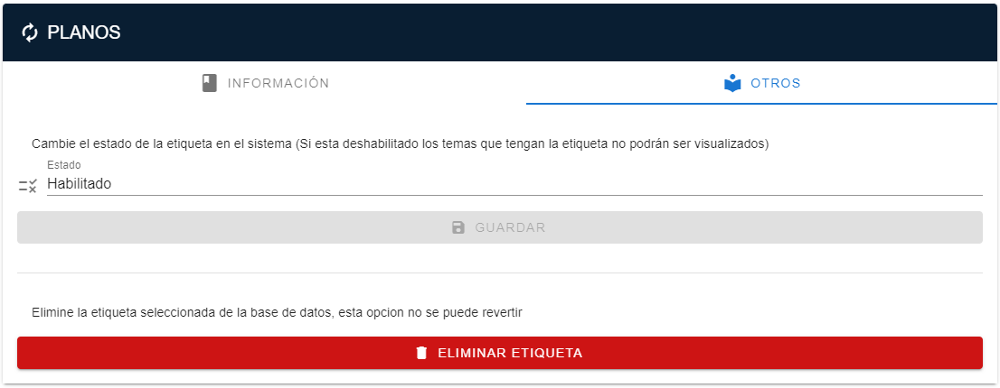 PLANOS
INFORMACIÓN
OTROS
Cambie el estado de la etiqueta en el sistema (Si esta deshabilitado los temas que tengan la etiqueta no podrán ser visualizados)
Estado
Habilitado
GUARDAR
Elimine la etiqueta seleccionada de la base de datos, esta opcion no se puede revertir
ELIMINAR ETIQUETA